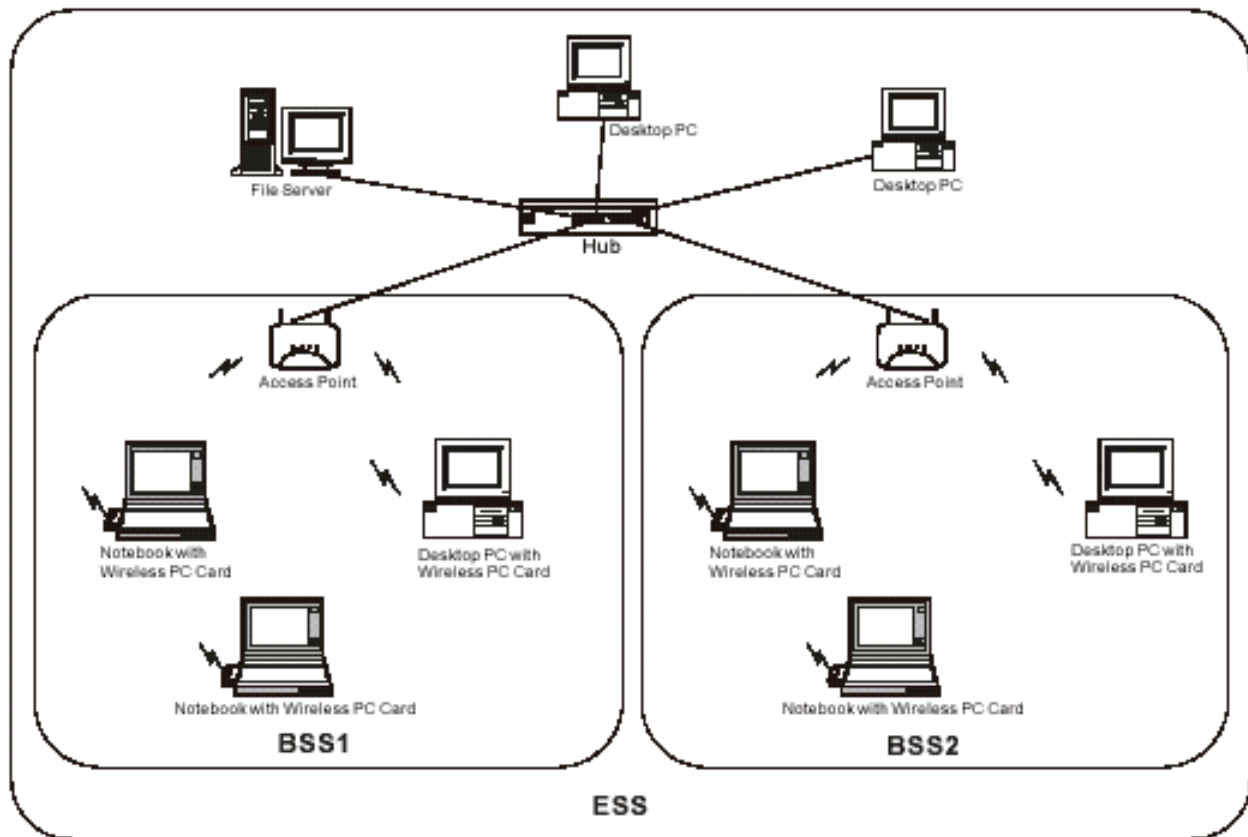 Desktop PC
File Server
Desktop PC
Hub
Access Point
Access Point
Notebook with
Wireless PC Card
Desktop PC with
Wireless PC Card
Notebook with
Wireless PC Card
Desktop PC with
Wireless PC Card
Notebook with Wireless PC Card
Notebook with Wireless PC Card
BSS1
BSS2
ESS